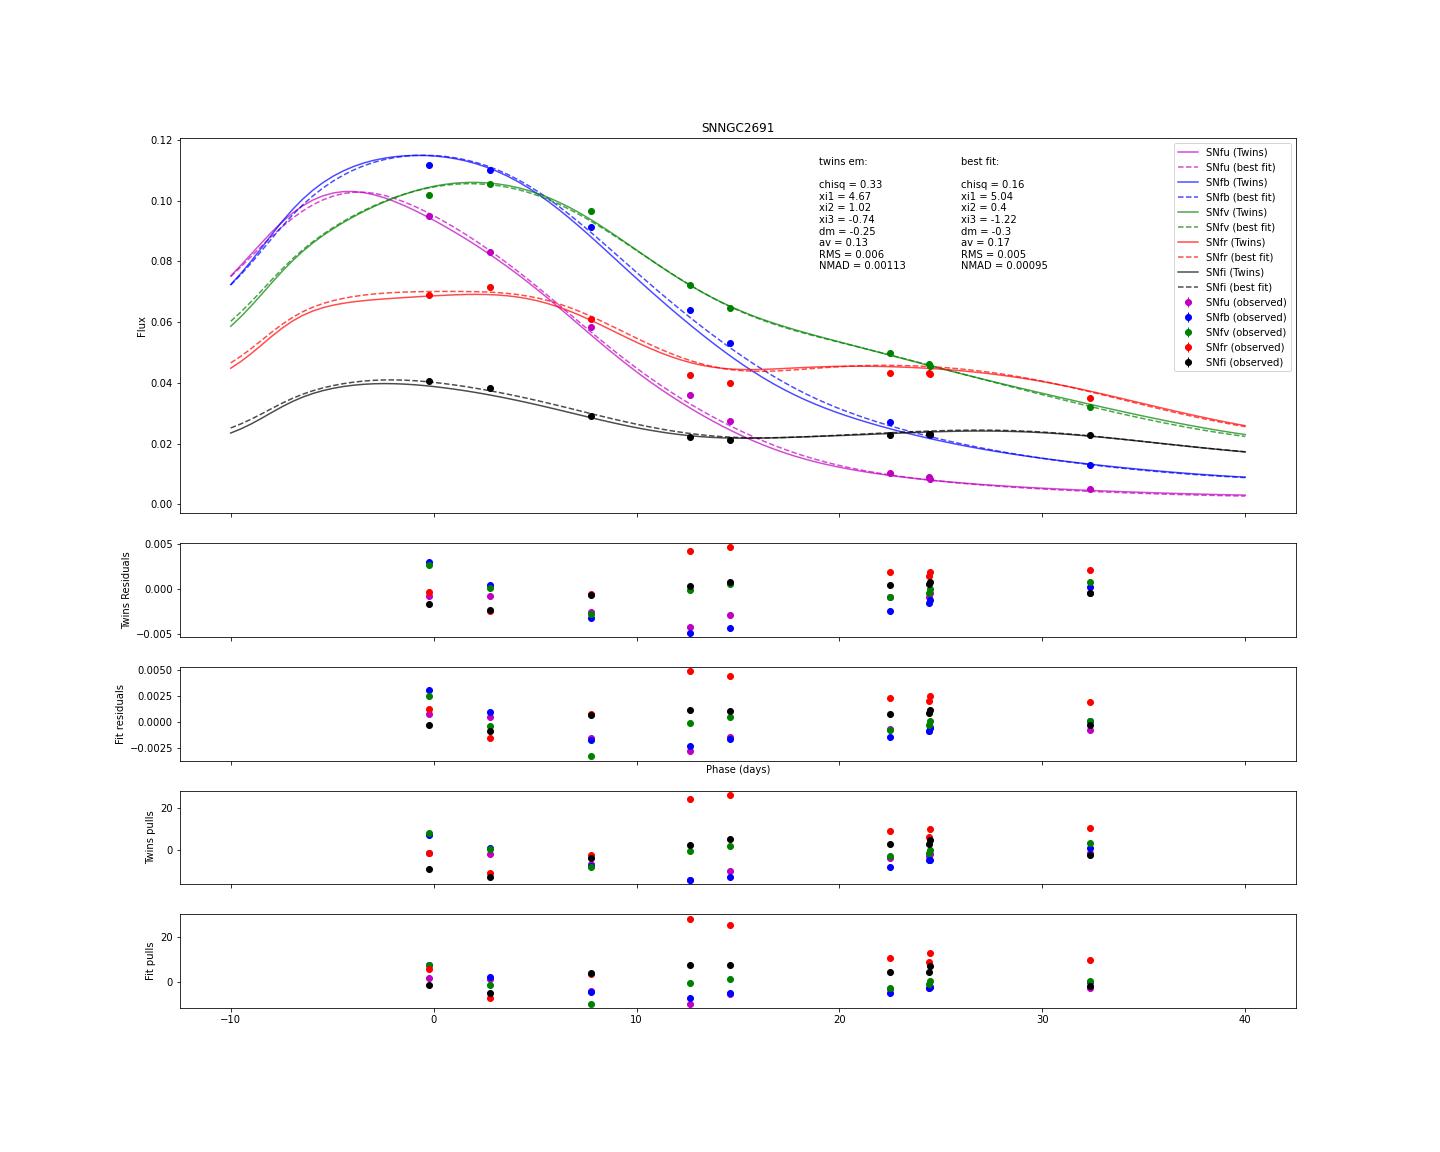 SNNGC2691
0.12
0.10
0.08
0.06
0.04
0.02
0.00
Flux
twins em:
chisq = 0.33
xi1 = 4.67
xi2 = 1.02
xi3 = -0.74
dm = -0.25
av = 0.13
RMS = 0.006
NMAD = 0.00113
best fit:
chisq = 0.16
xi1 = 5.04
xi2 = 0.4
xi3 = -1.22
dm = -0.3
av = 0.17
RMS = 0.005
NMAD = 0.00095
SNfu (Twins)
SNfu (best fit)
SNfb (Twins)
SNfb (best fit)
SNfv (Twins)
SNfv (best fit)
SNfr (Twins)
SNfr (best fit)
SNfi (Twins)
SNfi (best fit)
SNfu (observed)
SNfb (observed)
SNfv (observed)
SNfr (observed)
SNfi (observed)
0.005
0.000
−0.005
Twins Residuals
0.0050
0.0025
0.0000
−0.0025
Fit residuals
Phase (days)
20
0
Twins pulls
20
0
Fit pulls
−10
0
10
20
30
40